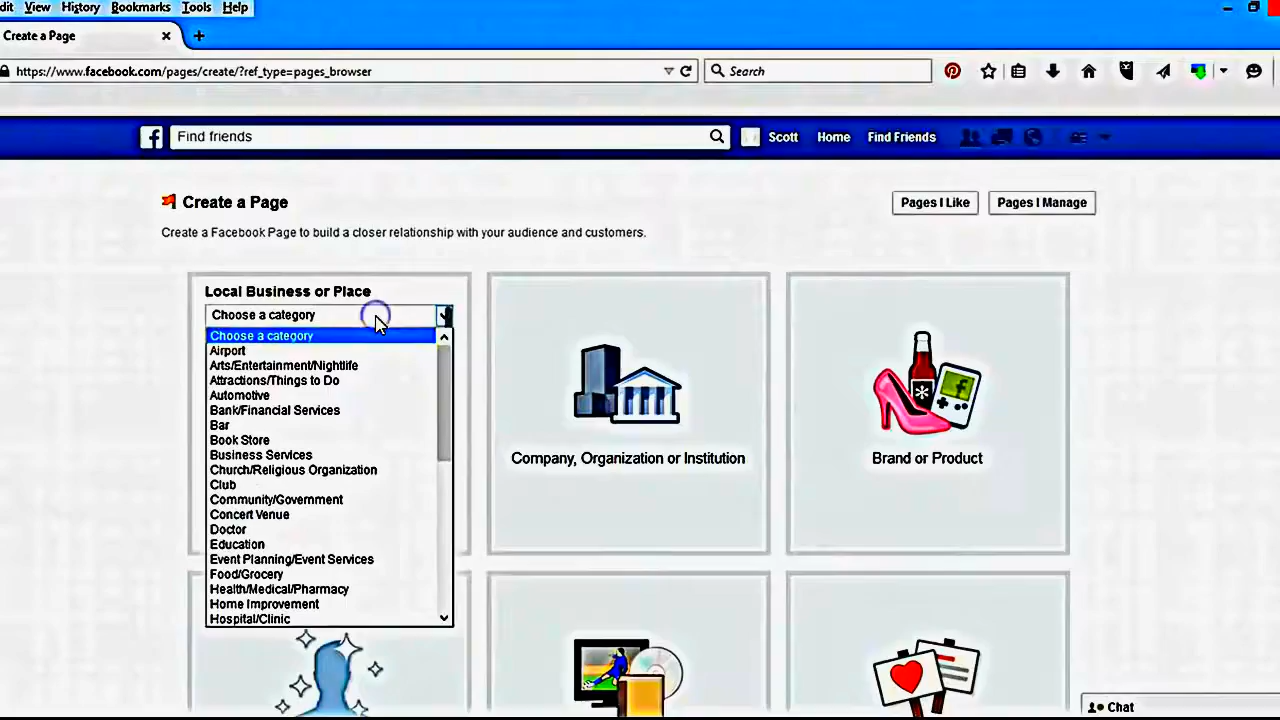 dit View History Bookmarks Tools Help
Create a Page
https://www.facebook.com/pages/create/?ref_type=pages_browser
Search
Find friends
Scott Home Find Friends
Create a Page
Pages I Like Pages I Manage
Create a Facebook Page to build a closer relationship with your audience and customers.
Local Business or Place
Choose a category
Choose a category
Airport
Arts/Entertainment/Nightlife
Attractions/Things to Do
Automotive
Bank/Financial Services
Bar
Book Store
Business Services
Church/Religious Organization
Club
Community/Government
Concert Venue
Doctor
Education
Event Planning/Event Services
Food/Grocery
Health/Medical/Pharmacy
Home Improvement
Hospital/Clinic
Company, Organization or Institution
Brand or Product
Chat